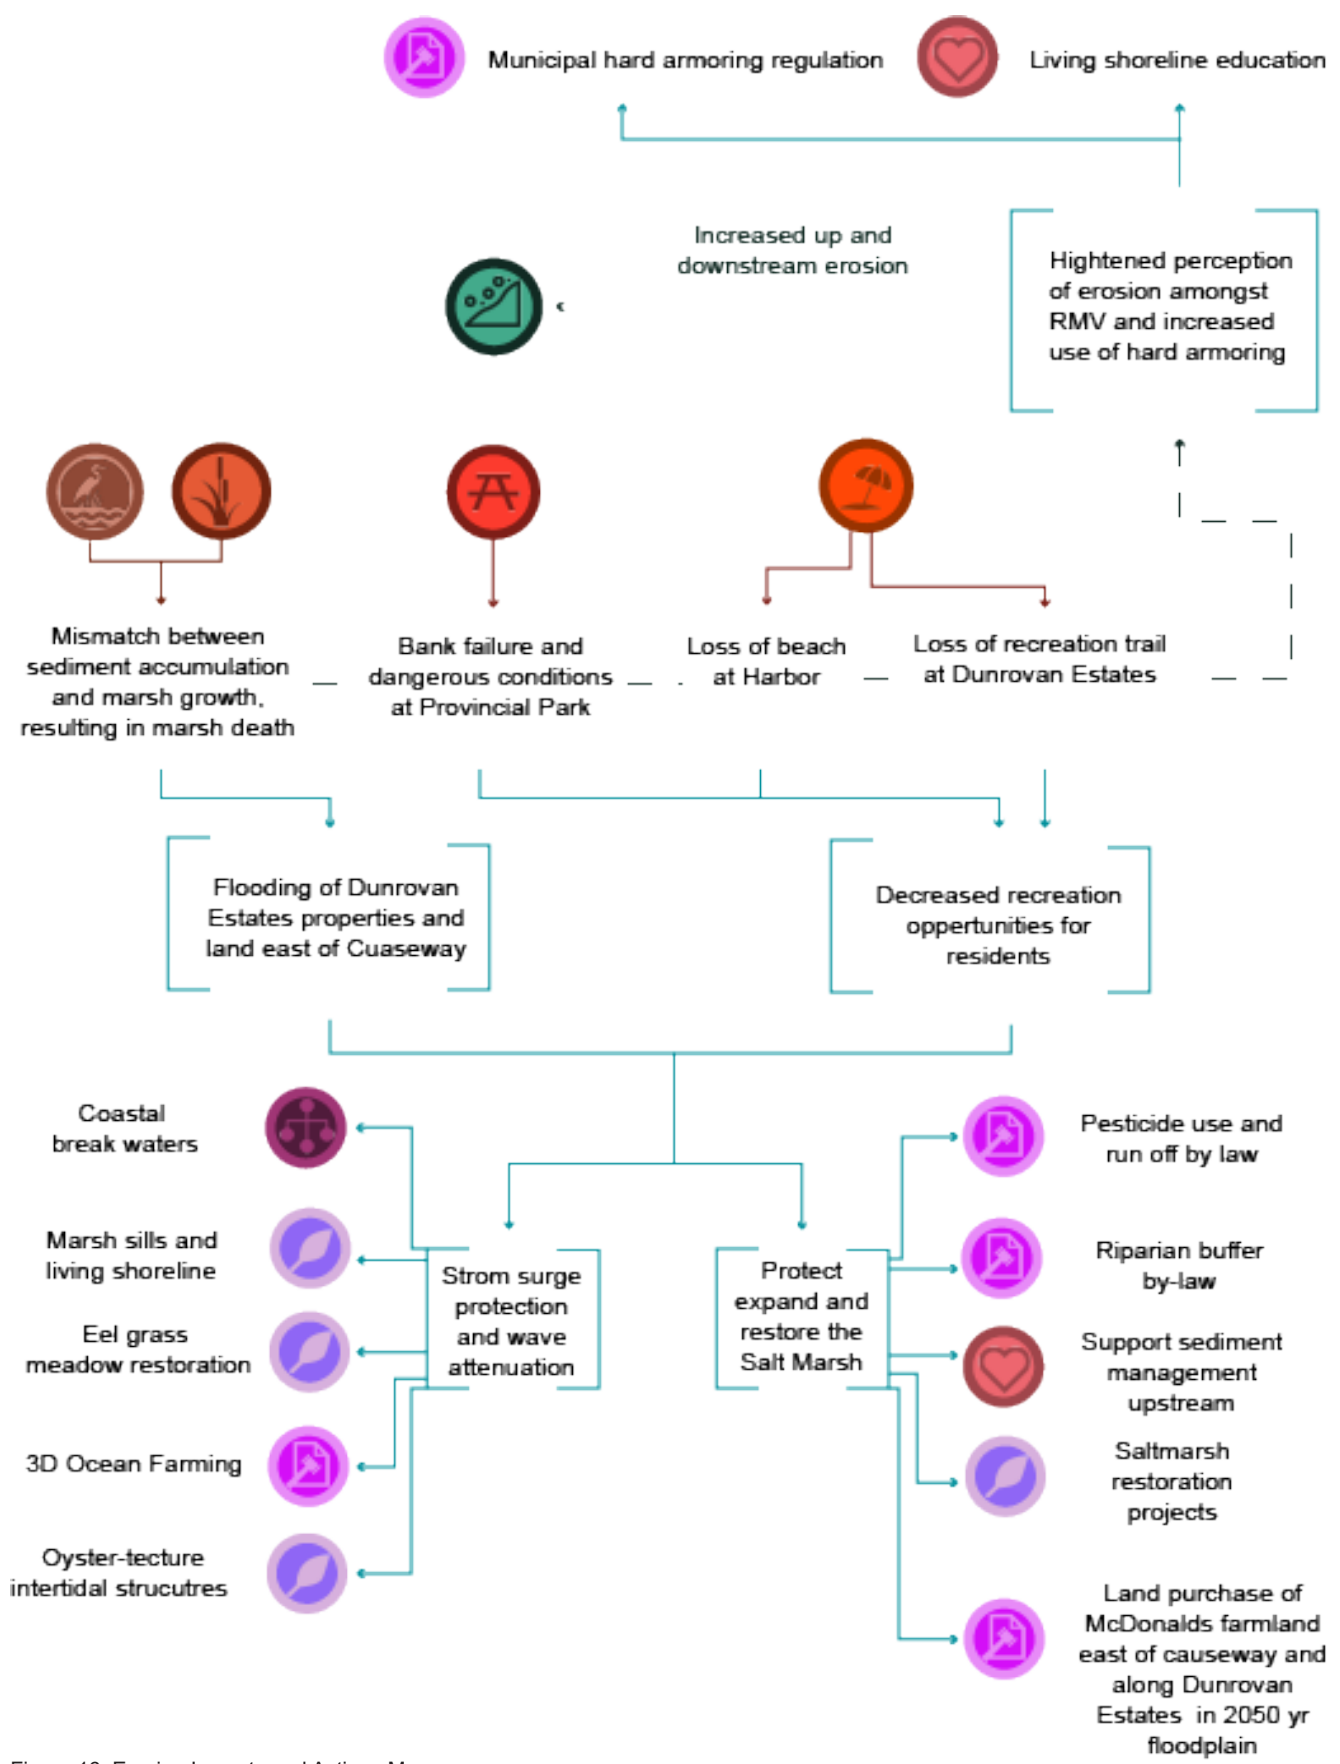 Municipal hard armoring regulation
Living shoreline education
Increased up and
downstream erosion
Hightened perception
of erosion amongst
RMV and increased
use of hard armoring
Mismatch between
sediment accumulation
and marsh growth,
resulting in marsh death
Bank failure and
dangerous conditions
at Provincial Park
Loss of beach
at Harbor
Loss of recreation trail
at Dunrovan Estates
Flooding of Dunrovan
Estates properties and
land east of Cuaseway
Decreased recreation
oppertunities for
residents
Coastal
break waters
Marsh sills and
living shoreline
Eel grass
meadow restoration
3D Ocean Farming
Oyster-tecture
intertidal strucutres
Strom surge
protection
and wave
attenuation
Protect
expand and
restore the
Salt Marsh
Pesticide use and
run off by law
Riparian buffer
by-law
Support sediment
management
upstream
Saltmarsh
restoration
projects
Land purchase of
McDonalds farmland
east of causeway and
along Dunrovan
Estates in 2050 yr
floodplain